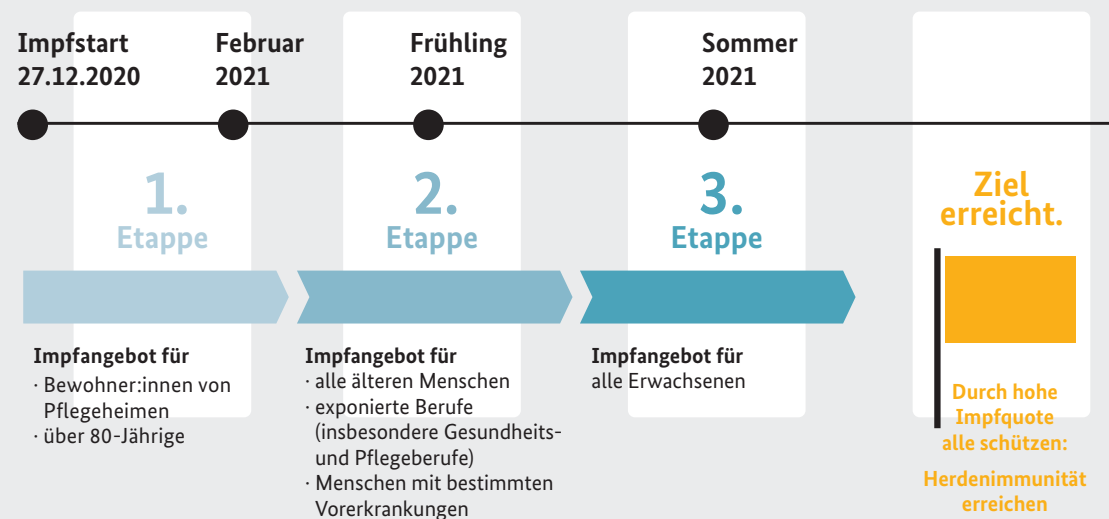 Impfstart
27.12.2020
Februar
2021
Frühling
2021
Sommer
2021
1.
Etappe
2.
Etappe
3.
Etappe
Ziel
erreicht.
Impfangebot für
· Bewohner:innen von
Pflegeheimen
· über 80-Jährige
Impfangebot für
· alle älteren Menschen
· exponierte Berufe
(insbesondere Gesundheits-
und Pflegeberufe)
· Menschen mit bestimmten
Vorerkrankungen
Impfangebot für
alle Erwachsenen
Durch hohe
Impfquote
alle schützen:
Herdenimmunität
erreichen